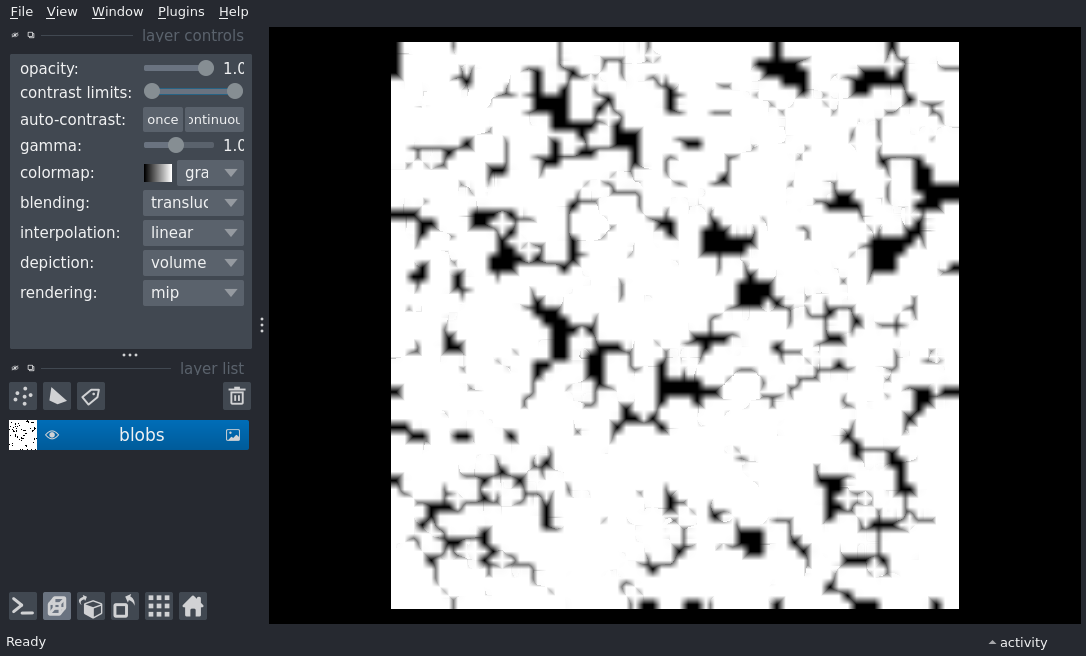 File View Window Plugins Help
layer controls
opacity: 1.0
contrast limits:
auto-contrast: once ontinuou
gamma: 1.0
colormap: gra
blending: transluc
interpolation: linear
depiction: volume
rendering: mip
layer list
blobs
Ready
activity